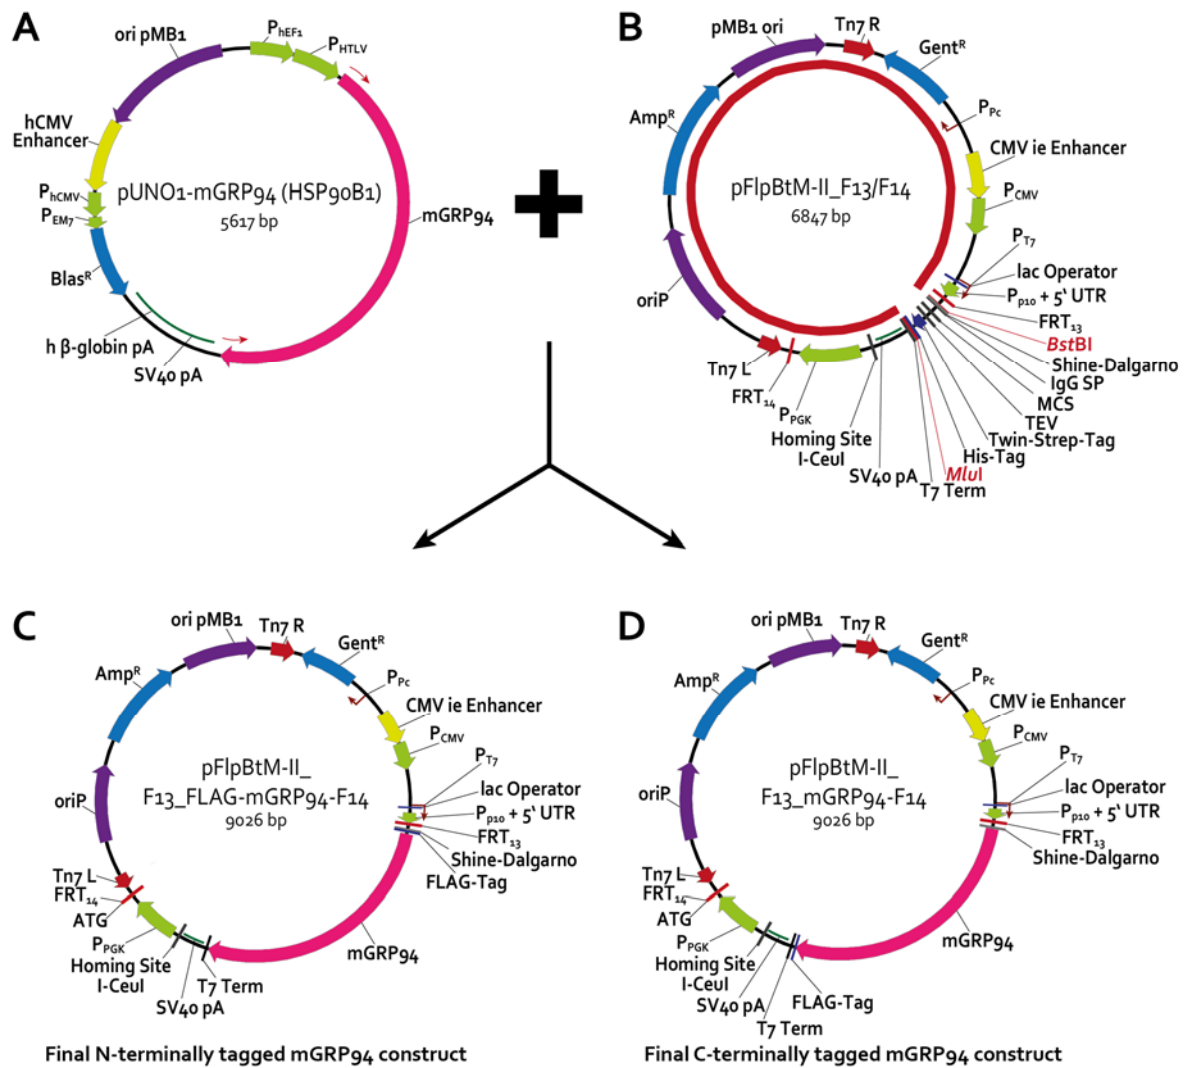 A
ori pMB1
PhEF1
PHTLV
hCMV
Enhancer
PhCMV
PEM7
BlasR
h β-globin pA
SV40 pA
pUNO1-mGRP94 (HSP90B1)
5617 bp
mGRP94
B
pMB1 ori
Tn7 R
GentR
PPc
AmpR
CMV ie Enhancer
PCMV
pFlpBtM-II_F13/F14
6847 bp
PT7
lac Operator
Pp10 + 5‘ UTR
FRT13
BstBI
Shine-Dalgarno
IgG SP
MCS
TEV
Twin-Strep-Tag
His-Tag
MluI
T7 Term
SV40 pA
Homing Site
I-CeuI
PPGK
FRT14
Tn7 L
oriP
C
ori pMB1
Tn7 R
GentR
PPc
AmpR
CMV ie Enhancer
PCMV
pFlpBtM-II_
F13_FLAG-mGRP94-F14
9026 bp
PT7
lac Operator
Pp10 + 5‘ UTR
FRT13
Shine-Dalgarno
FLAG-Tag
oriP
Tn7 L
FRT14
ATG
PPGK
Homing Site
I-CeuI
SV40 pA
T7 Term
mGRP94
Final N-terminally tagged mGRP94 construct
D
ori pMB1
Tn7 R
GentR
PPc
AmpR
CMV ie Enhancer
PCMV
pFlpBtM-II_
F13_mGRP94-F14
9026 bp
PT7
lac Operator
Pp10 + 5‘ UTR
FRT13
Shine-Dalgarno
oriP
Tn7 L
FRT14
ATG
PPGK
Homing Site
I-CeuI
SV40 pA
T7 Term
FLAG-Tag
mGRP94
Final C-terminally tagged mGRP94 construct